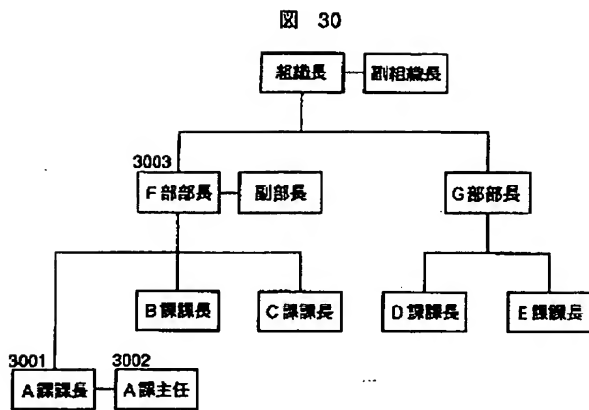 図 30
組織長 副組織長
3003
F部部長 副部長 G部部長
B課課長 C課課長 D課課長 E課課長
3001 3002
A課課長 A課主任